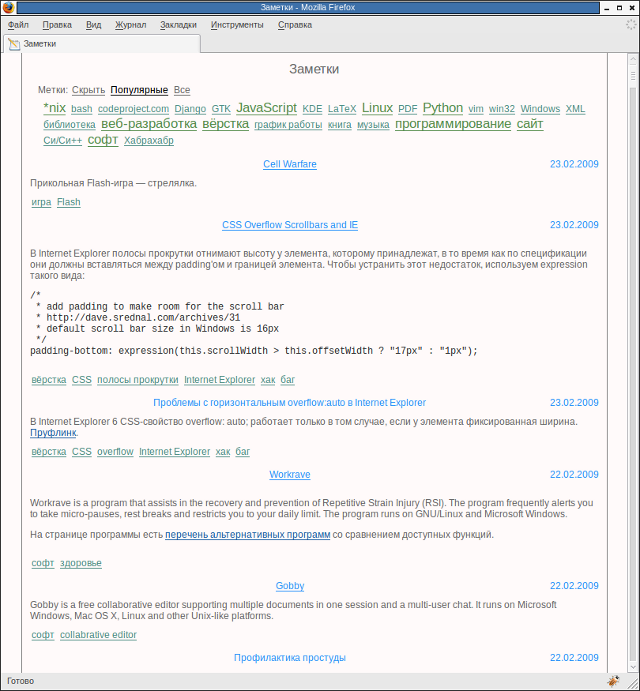 Заметки - Mozilla Firefox
Файл Правка Вид Журнал Закладки Инструменты Справка
Заметки
Заметки
Метки: Скрыть Популярные Все
*nix bash codeproject.com Django GTK JavaScript KDE LaTeX Linux PDF Python vim win32 Windows XML
библиотека веб-разработка вёрстка график работы книга музыка программирование сайт
Си/Си++ софт Хабрахабр
Cell Warfare 23.02.2009
Прикольная Flash-игра — стрелялка.
игра Flash
CSS Overflow Scrollbars and IE 23.02.2009
В Internet Explorer полосы прокрутки отнимают высоту у элемента, которому принадлежат, в то время как по спецификации
они должны вставляться между padding'ом и границей элемента. Чтобы устранить этот недостаток, используем expression
такого вида:
/*
* add padding to make room for the scroll bar
* http://dave.srednal.com/archives/31
* default scroll bar size in Windows is 16px
*/
padding-bottom: expression(this.scrollWidth > this.offsetWidth ? "17px" : "1px");
вёрстка CSS полосы прокрутки Internet Explorer хак баг
Проблемы с горизонтальным overflow:auto в Internet Explorer 23.02.2009
В Internet Explorer 6 CSS-свойство overflow: auto; работает только в том случае, если у элемента фиксированная ширина.
Пруфлинк.
вёрстка CSS overflow Internet Explorer хак баг
Workrave 22.02.2009
Workrave is a program that assists in the recovery and prevention of Repetitive Strain Injury (RSI). The program frequently alerts you
to take micro-pauses, rest breaks and restricts you to your daily limit. The program runs on GNU/Linux and Microsoft Windows.
На странице программы есть перечень альтернативных программ со сравнением доступных функций.
софт здоровье
Gobby 22.02.2009
Gobby is a free collaborative editor supporting multiple documents in one session and a multi-user chat. It runs on Microsoft
Windows, Mac OS X, Linux and other Unix-like platforms.
софт collabrative editor
Профилактика простуды 22.02.2009
Готово